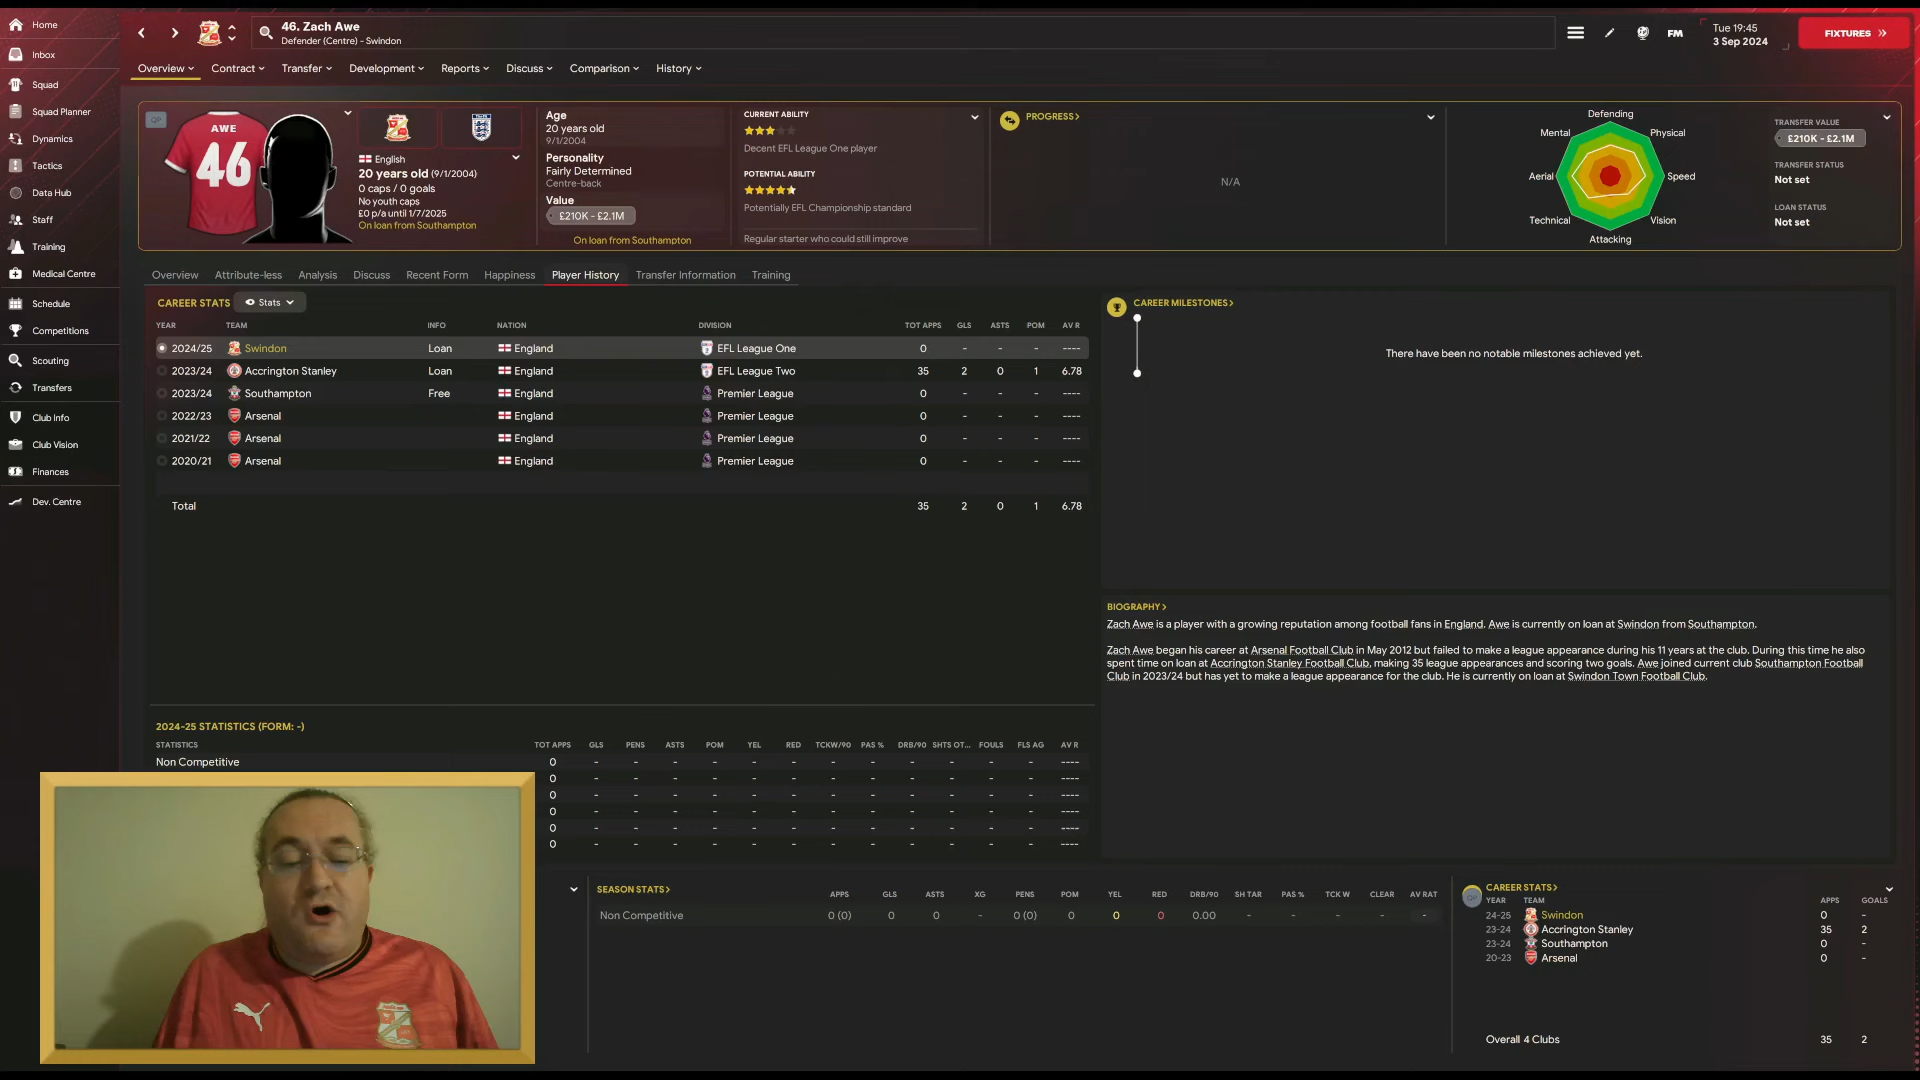 Home
Inbox
Squad
Squad Planner
Dynamics
Tactics
Data Hub
Staff
Training
Medical Centre
Schedule
Competitions
Scouting
Transfers
Club Info
Club Vision
Finances
Dev. Centre
46. Zach Awe
Defender (Centre) - Swindon
FM
Tue 19:45
3 Sep 2024
FIXTURES
Overview Contract Transfer Development Reports Discuss Comparison History
AWE
46
English
20 years old (9/1/2004)
0 caps / 0 goals
No youth caps
£0 p/a until 1/7/2025
On loan from Southampton
Age
20 years old
9/1/2004
Personality
Fairly Determined
Centre-back
Value
£210K - £2.1M
On loan from Southampton
CURRENT ABILITY
Decent EFL League One player
POTENTIAL ABILITY
Potentially EFL Championship standard
Regular starter who could still improve
PROGRESS>
N/A
Defending
Mental Physical
Aerial Speed
Technical Vision
Attacking
TRANSFER VALUE
£210K - £2.1M
TRANSFER STATUS
Not set
LOAN STATUS
Not set
Overview Attribute-less Analysis Discuss Recent Form Happiness Player History Transfer Information Training
CAREER STATS Stats
YEAR TEAM INFO NATION DIVISION TOT APPS GLS ASTS POM AV R
2024/25 Swindon Loan England EFL League One 0 - - - ----
2023/24 Accrington Stanley Loan England EFL League Two 35 2 0 1 6.78
2023/24 Southampton Free England Premier League 0 - - - ----
2022/23 Arsenal England Premier League 0 - - - ----
2021/22 Arsenal England Premier League 0 - - - ----
2020/21 Arsenal England Premier League 0 - - - ----
Total 35 2 0 1 6.78
CAREER MILESTONES>
There have been no notable milestones achieved yet.
BIOGRAPHY>
Zach Awe is a player with a growing reputation among football fans in England. Awe is currently on loan at Swindon from Southampton.
Zach Awe began his career at Arsenal Football Club in May 2012 but failed to make a league appearance during his 11 years at the club. During this time he also
spent time on loan at Accrington Stanley Football Club, making 35 league appearances and scoring two goals. Awe joined current club Southampton Football
Club in 2023/24 but has yet to make a league appearance for the club. He is currently on loan at Swindon Town Football Club.
2024-25 STATISTICS (FORM: -)
STATISTICS TOT APPS GLS PENS ASTS POM YEL RED TCKW/90 PAS % DRB/90 SHTS OT... FOULS FLS AG AV R
Non Competitive 0 - - - - - - - - - - - - ----
0 - - - - - - - - - - - - ----
0 - - - - - - - - - - - - ----
0 - - - - - - - - - - - - ----
0 - - - - - - - - - - - - ----
0 - - - - - - - - - - - - ----
SEASON STATS> APPS GLS ASTS XG PENS POM YEL RED DRB/90 SH TAR PAS % TCK W CLEAR AV RAT
Non Competitive 0 (0) 0 0 - 0 (0) 0 0 0 0.00 - - - - -
CAREER STATS>
YEAR TEAM APPS GOALS
24-25 Swindon 0 -
23-24 Accrington Stanley 35 2
23-24 Southampton 0 -
20-23 Arsenal 0 -
Overall 4 Clubs 35 2